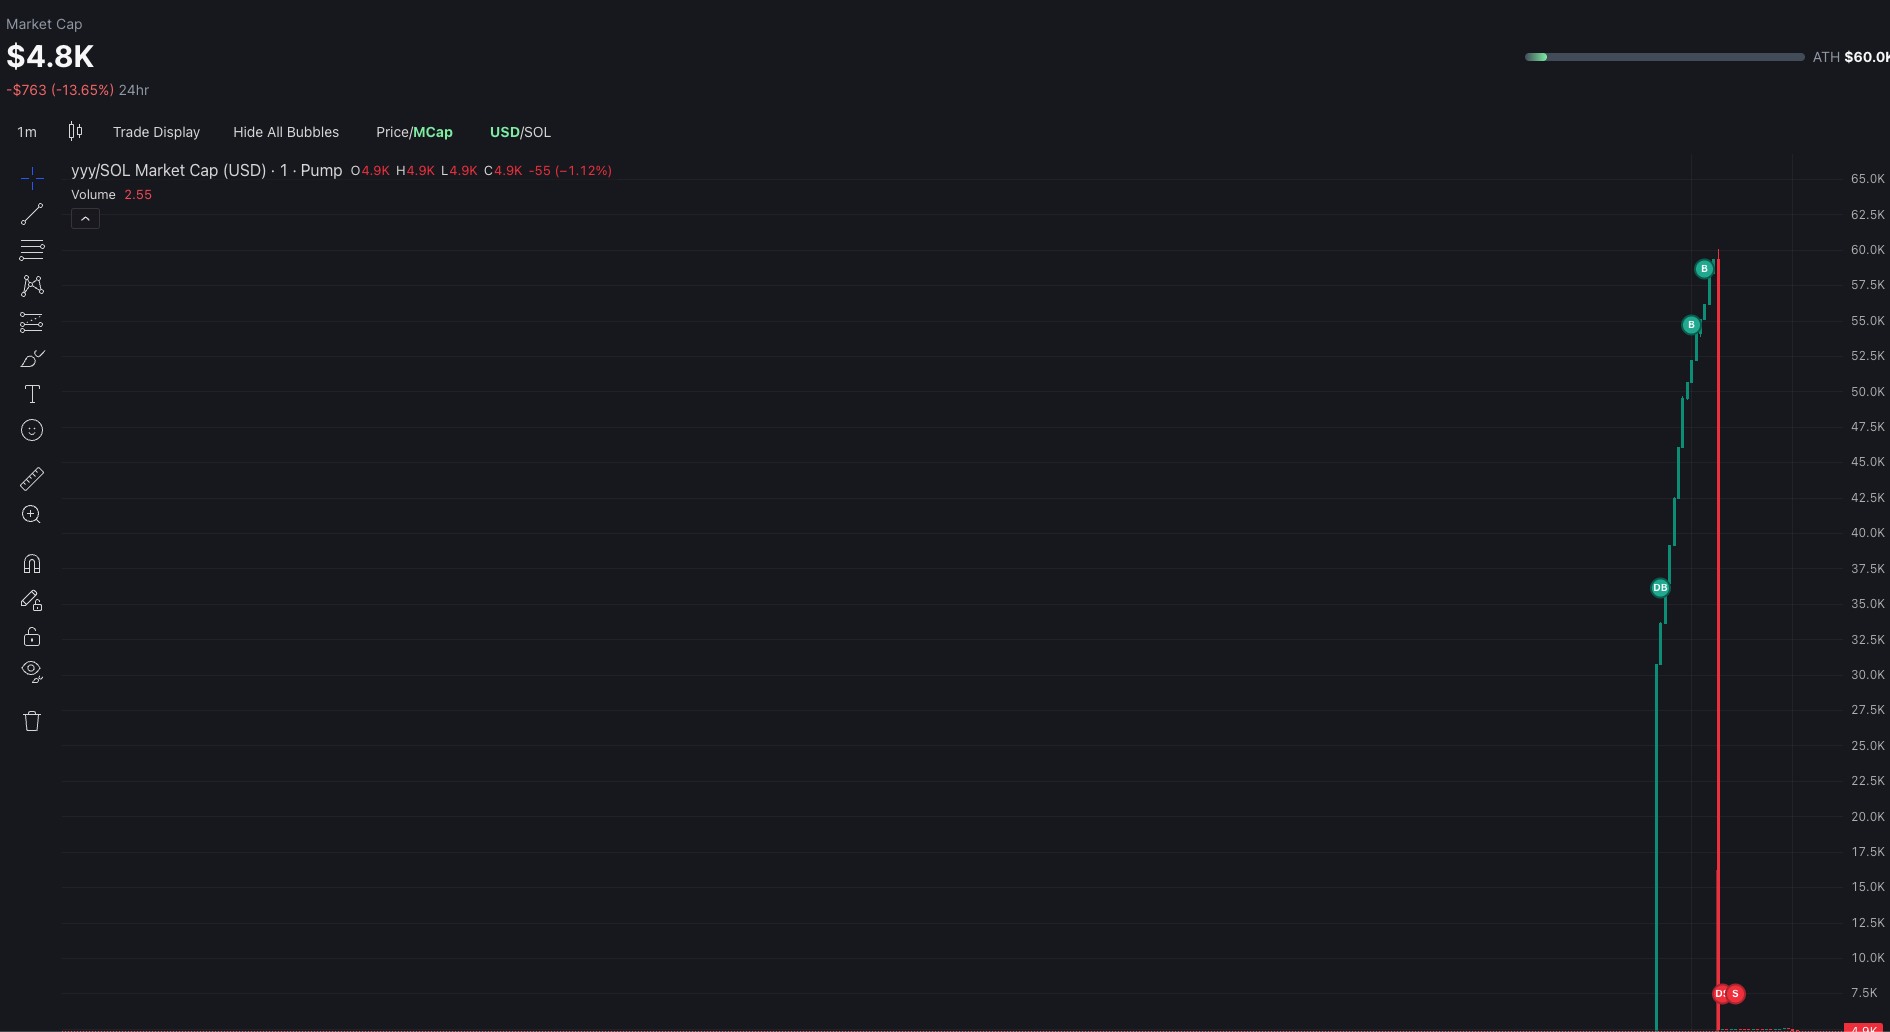 Market Cap
$4.8K
ATH $60.0K
-$763 (-13.65%) 24hr
1m Trade Display Hide All Bubbles Price/MCap USD/SOL
yyy/SOL Market Cap (USD) · 1 · Pump O4.9K H4.9K L4.9K C4.9K -55 (−1.12%)
Volume 2.55
65.0K
62.5K
60.0K
B
57.5K
B
55.0K
52.5K
50.0K
47.5K
45.0K
42.5K
40.0K
37.5K
DB
35.0K
32.5K
30.0K
27.5K
25.0K
22.5K
20.0K
17.5K
15.0K
12.5K
10.0K
DS S
7.5K
4.9K